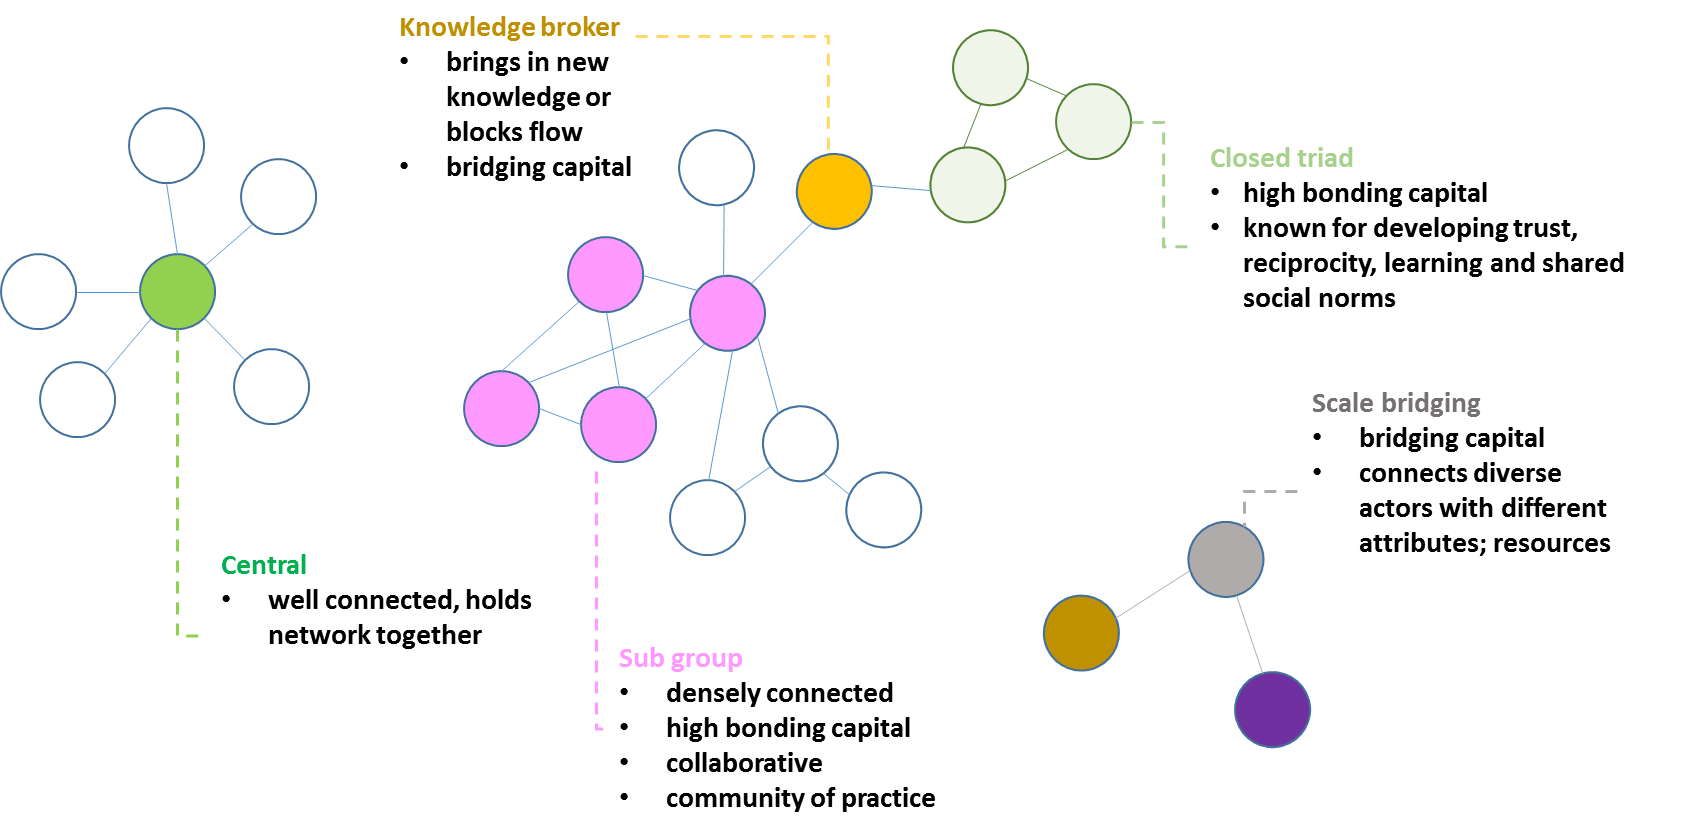 Knowledge broker
• brings in new
knowledge or
blocks flow
• bridging capital
Closed triad
• high bonding capital
• known for developing trust,
reciprocity, learning and shared
social norms
Scale bridging
• bridging capital
• connects diverse
actors with different
attributes; resources
Central
• well connected, holds
network together
Sub group
• densely connected
• high bonding capital
• collaborative
• community of practice